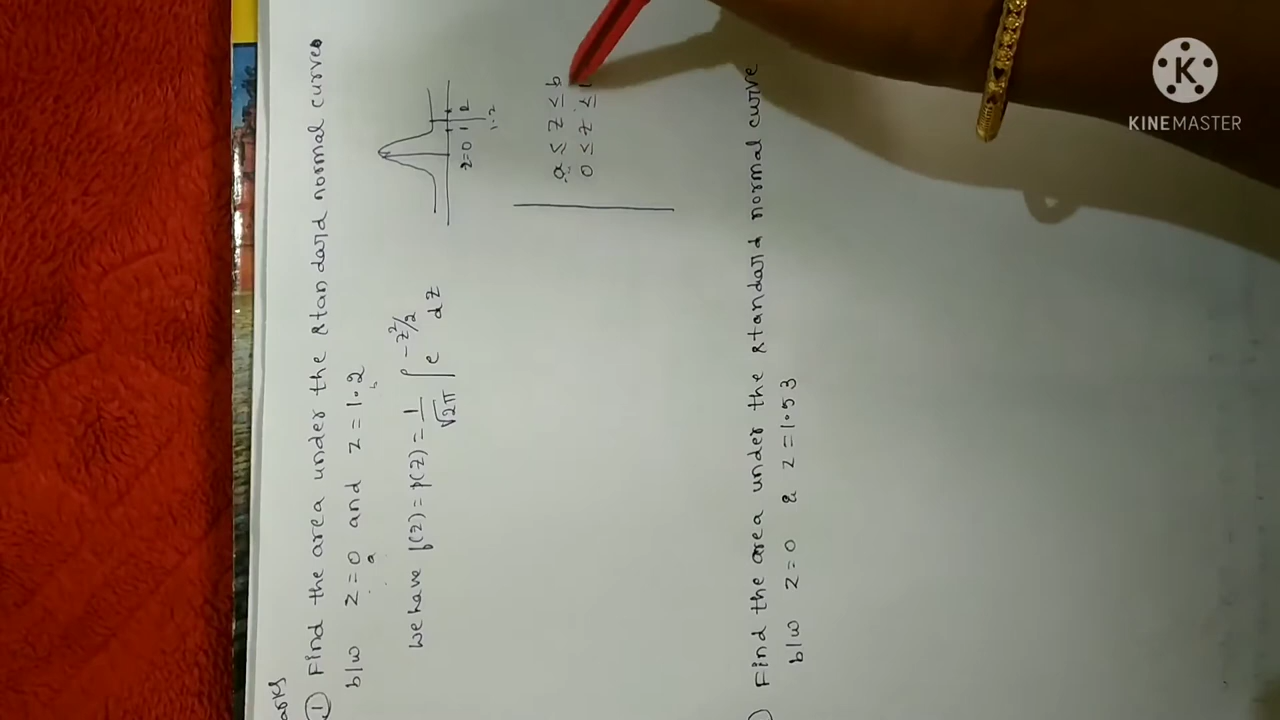 1) Find the area under the standard normal curve
b/w z=0 and z=1.2
a b
we have f(z) = p(z) = 1/√2π ∫ e^-z²/2 dz
z=0 1 2
1.2
a ≤ z ≤ b
0 ≤ z ≤
) Find the area under the standard normal curve
b/w z=0 & z=1.53
K
KINEMASTER